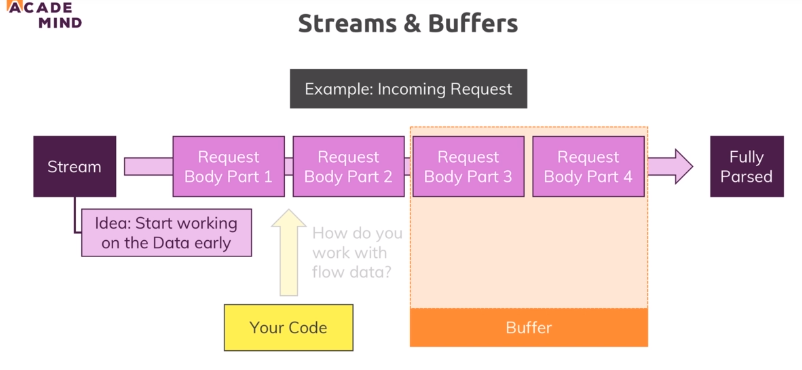 ACADE
MIND
Streams & Buffers
Example: Incoming Request
Stream
Request
Body Part 1
Request
Body Part 2
Request
Body Part 3
Request
Body Part 4
Fully
Parsed
Idea: Start working
on the Data early
How do you
work with
flow data?
Your Code
Buffer